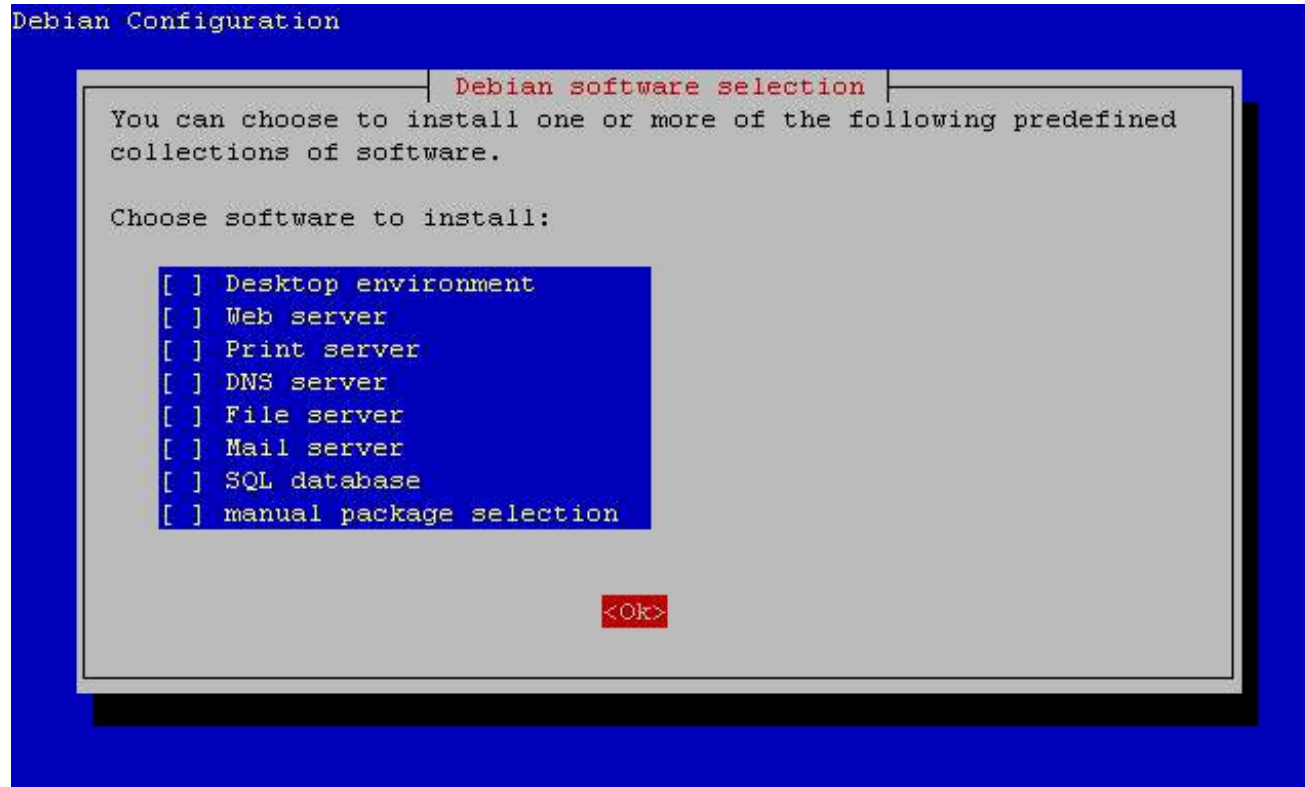 Debian Configuration
Debian software selection
You can choose to install one or more of the following predefined
collections of software.
Choose software to install:
[ ] Desktop environment
[ ] Web server
[ ] Print server
[ ] DNS server
[ ] File server
[ ] Mail server
[ ] SQL database
[ ] manual package selection
<Ok>